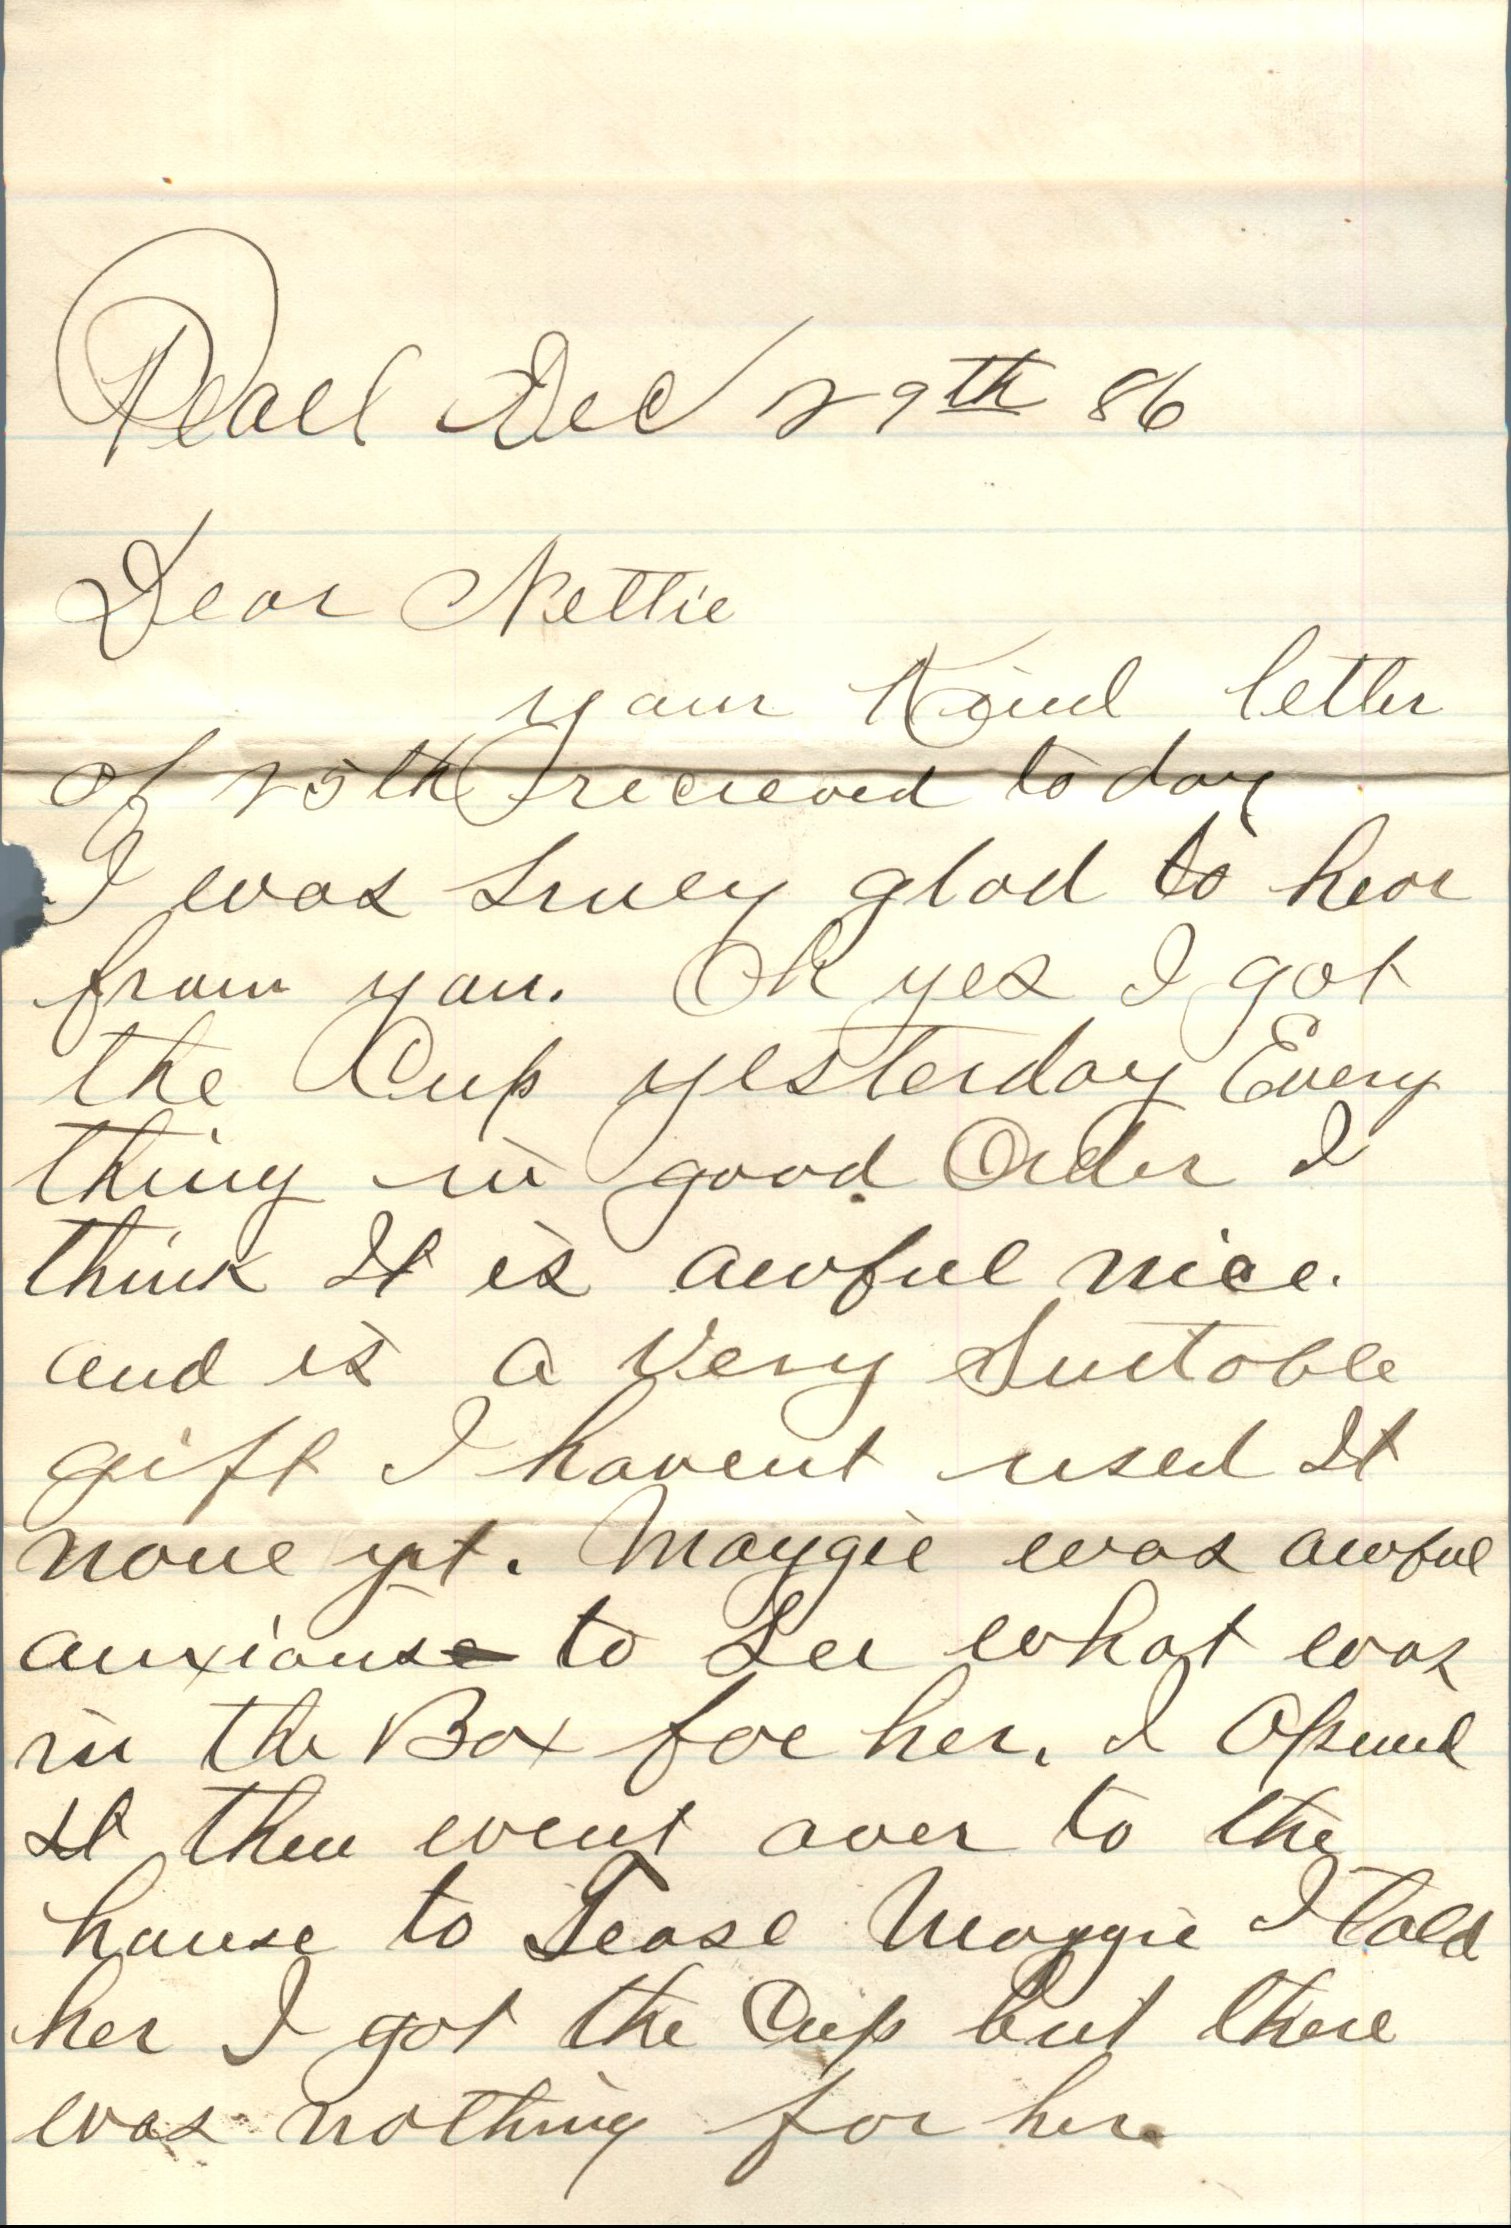 Pearl Dec 29th 86
Dear Nettie
your Kind letter
of 25th recieved to day
I was truey glad to hear
from you. Oh yes I got
the Cup yesterday Every
thing in good Order I
think It is awful nice.
and is a Very Suitable
gift I havent used It
none yet. Maggie was awful
anxious to See what was
in the Box for her. I Opened
It then went over to the
house to Tease Maggie I told
her I got the Cup but there
was nothing for her.